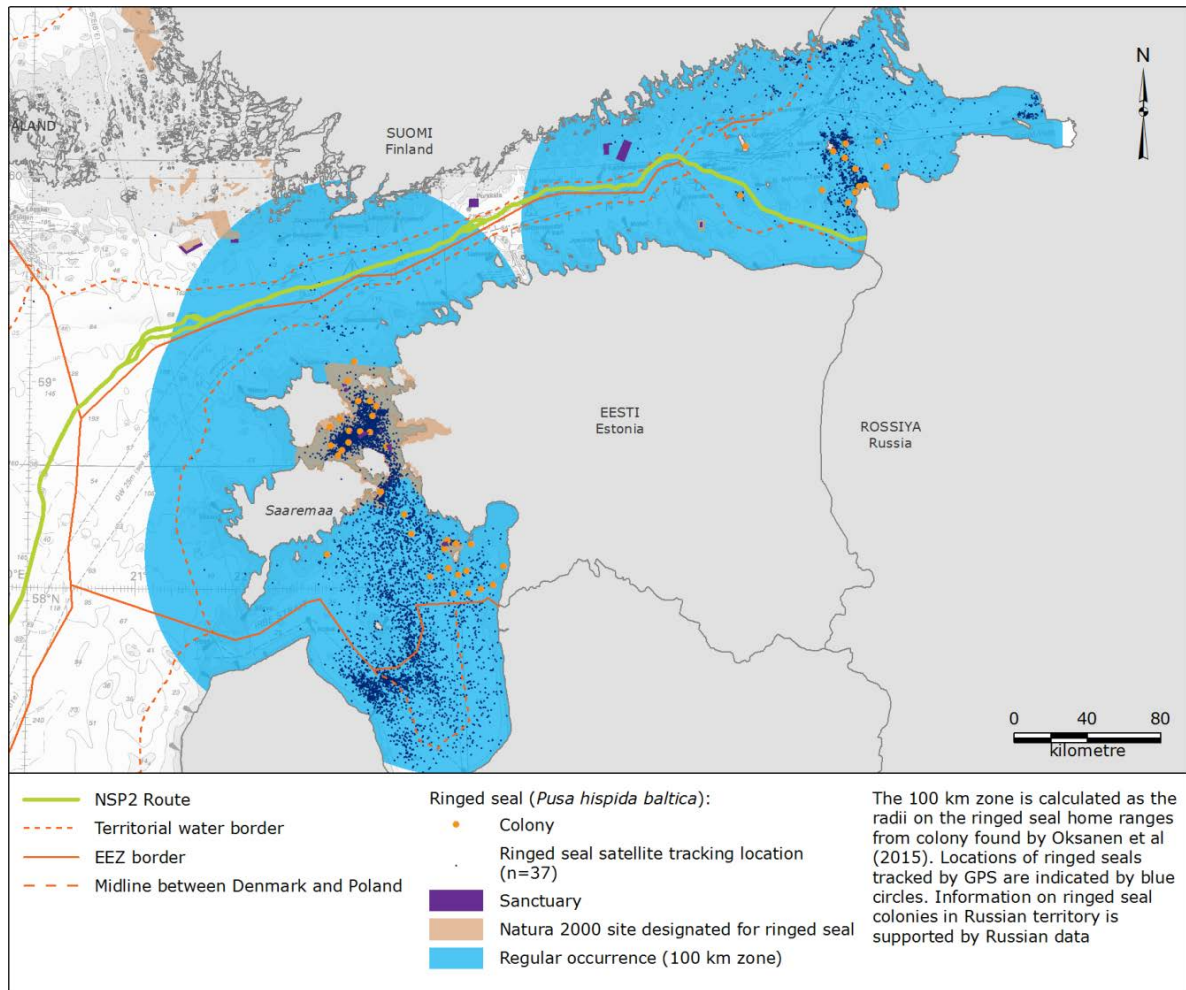 N
ÅLAND
SUOMI
Finland
60
59°
EESTI
Estonia
ROSSIYA
Russia
Saaremaa
21°
58°N
0 40 80
kilometre
NSP2 Route
Territorial water border
EEZ border
Midline between Denmark and Poland
Ringed seal (Pusa hispida baltica):
Colony
Ringed seal satellite tracking location
(n=37)
Sanctuary
Natura 2000 site designated for ringed seal
Regular occurrence (100 km zone)
The 100 km zone is calculated as the
radii on the ringed seal home ranges
from colony found by Oksanen et al
(2015). Locations of ringed seals
tracked by GPS are indicated by blue
circles. Information on ringed seal
colonies in Russian territory is
supported by Russian data